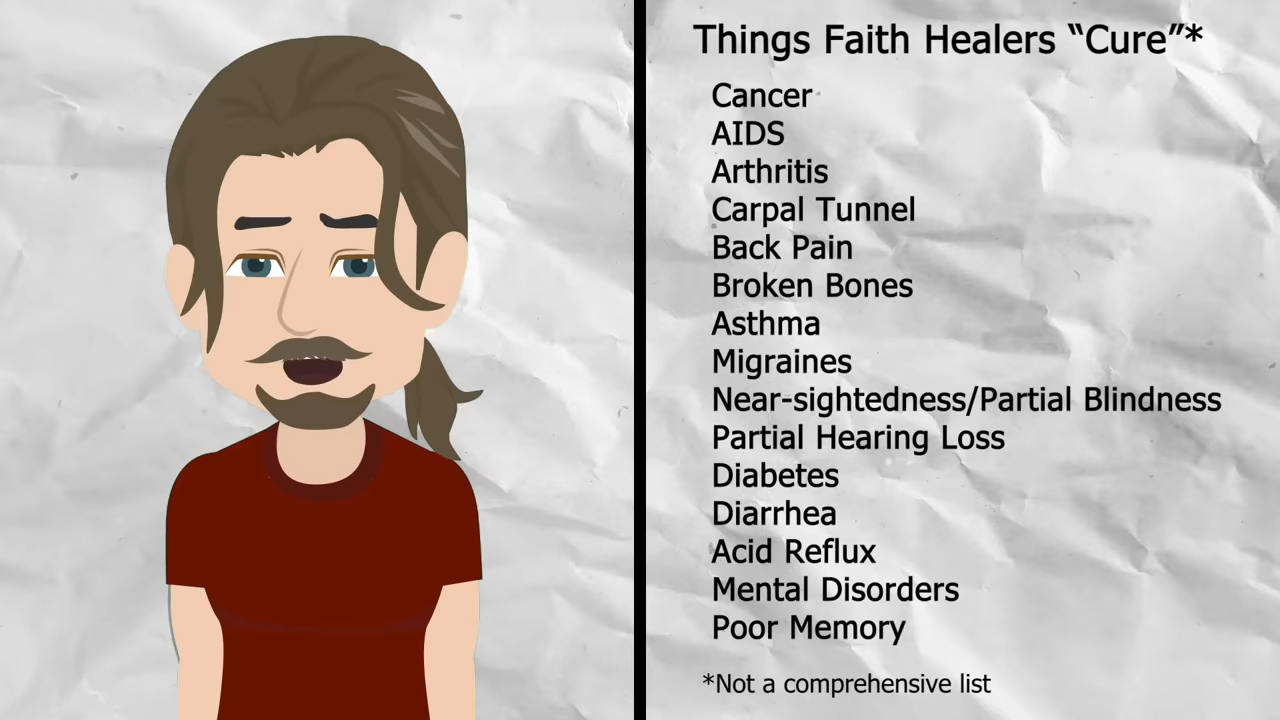 Things Faith Healers “Cure”*
Cancer
AIDS
Arthritis
Carpal Tunnel
Back Pain
Broken Bones
Asthma
Migraines
Near-sightedness/Partial Blindness
Partial Hearing Loss
Diabetes
Diarrhea
Acid Reflux
Mental Disorders
Poor Memory
*Not a comprehensive list